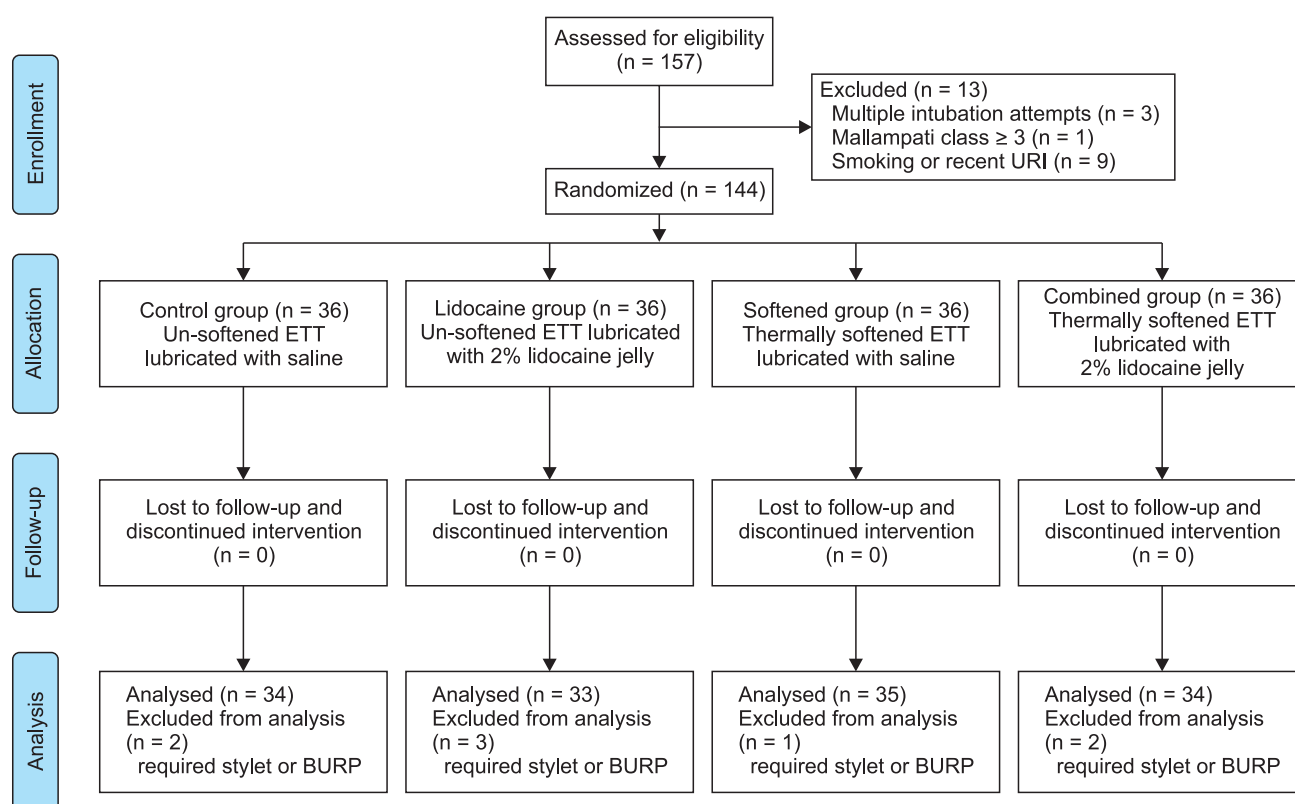 Enrollment
Assessed for eligibility
(n = 157)
Excluded (n = 13)
Multiple intubation attempts (n = 3)
Mallampati class ≥ 3 (n = 1)
Smoking or recent URI (n = 9)
Randomized (n = 144)
Allocation
Control group (n = 36)
Un-softened ETT
lubricated with saline
Lidocaine group (n = 36)
Un-softened ETT lubricated
with 2% lidocaine jelly
Softened group (n = 36)
Thermally softened ETT
lubricated with saline
Combined group (n = 36)
Thermally softened ETT
lubricated with
2% lidocaine jelly
Follow-up
Lost to follow-up and
discontinued intervention
(n = 0)
Lost to follow-up and
discontinued intervention
(n = 0)
Lost to follow-up and
discontinued intervention
(n = 0)
Lost to follow-up and
discontinued intervention
(n = 0)
Analysis
Analysed (n = 34)
Excluded from analysis
(n = 2)
required stylet or BURP
Analysed (n = 33)
Excluded from analysis
(n = 3)
required stylet or BURP
Analysed (n = 35)
Excluded from analysis
(n = 1)
required stylet or BURP
Analysed (n = 34)
Excluded from analysis
(n = 2)
required stylet or BURP